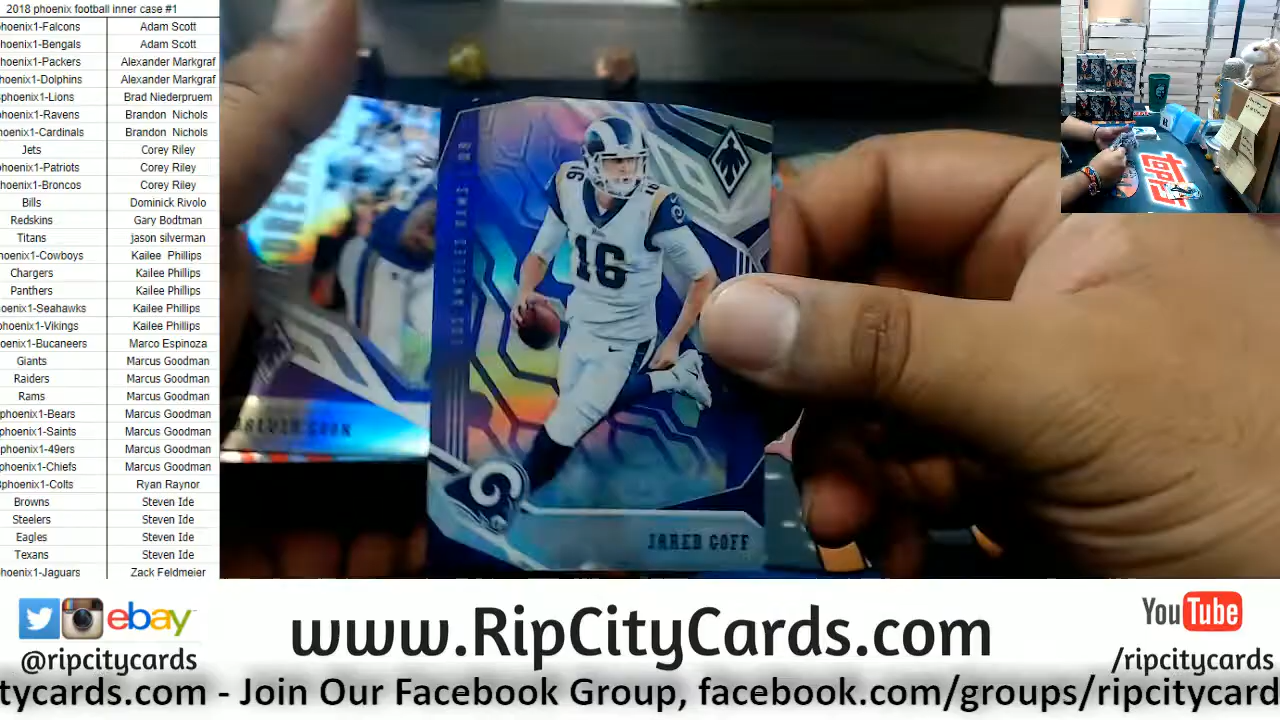 2018 phoenix football inner case #1
hoenix1-Falcons Adam Scott
hoenix1-Bengals Adam Scott
hoenix1-Packers Alexander Markgraf
phoenix1-Dolphins Alexander Markgraf
phoenix1-Lions Brad Niederpruem
hoenix1-Ravens Brandon Nichols
hoenix1-Cardinals Brandon Nichols
Jets Corey Riley
phoenix1-Patriots Corey Riley
hoenix1-Broncos Corey Riley
Bills Dominick Rivolo
Redskins Gary Bodtman
Titans jason silverman
phoenix1-Cowboys Kailee Phillips
Chargers Kailee Phillips
Panthers Kailee Phillips
oenix1-Seahawks Kailee Phillips
phoenix1-Vikings Kailee Phillips
oenix1-Bucaneers Marco Espinoza
Giants Marcus Goodman
Raiders Marcus Goodman
Rams Marcus Goodman
phoenix1-Bears Marcus Goodman
phoenix1-Saints Marcus Goodman
phoenix1-49ers Marcus Goodman
hoenix1-Chiefs Marcus Goodman
phoenix1-Colts Ryan Raynor
Browns Steven Ide
Steelers Steven Ide
Eagles Steven Ide
Texans Steven Ide
hoenix1-Jaguars Zack Feldmeier
LOS ANGELES RAMS QB
16
16
16
JARED GOFF
ebay
@ripcitycards
www.RipCityCards.com
YouTube
/ripcitycards
tycards.com - Join Our Facebook Group, facebook.com/groups/ripcitycard